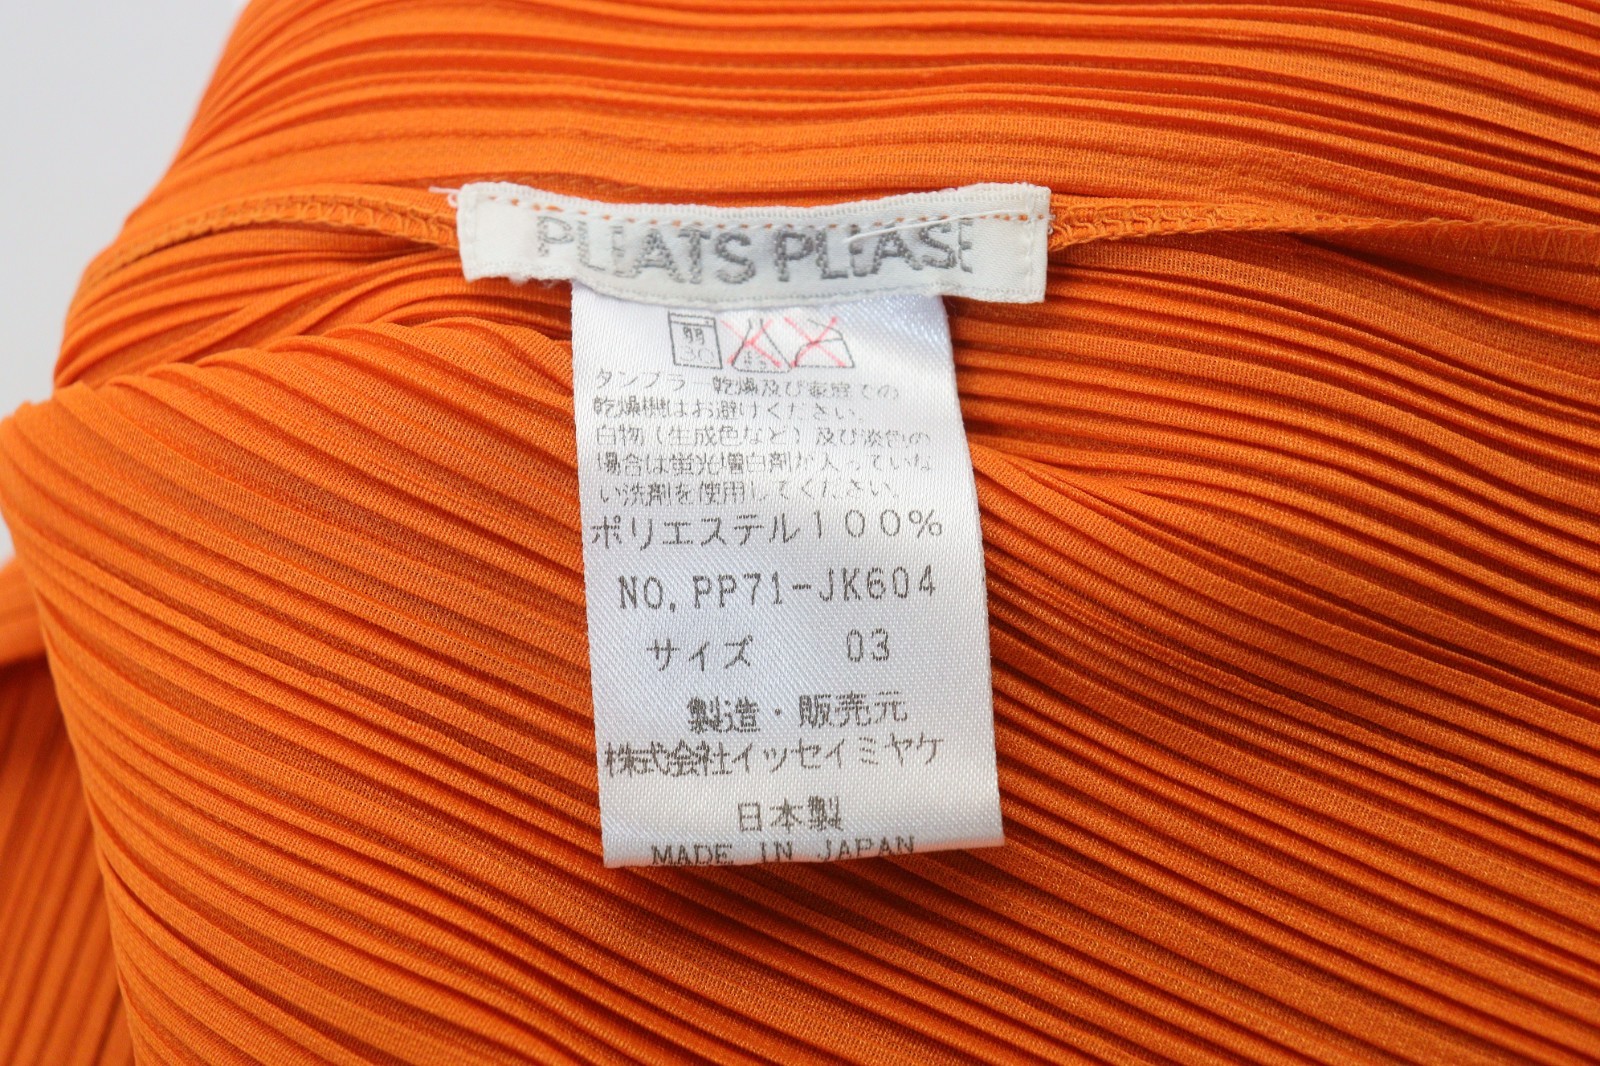 PLEATS PLEASE
弱
30
タンブラー乾燥及び家庭での
乾燥機はお避けください。
白物(生成色など)及び淡色の
場合は蛍光増白剤が入っていな
い洗剤を使用してください。
ポリエステル100%
NO.PP71-JK604
サイズ 03
製造・販売元
株式会社イッセイミヤケ
日本製
MADE IN JAPAN